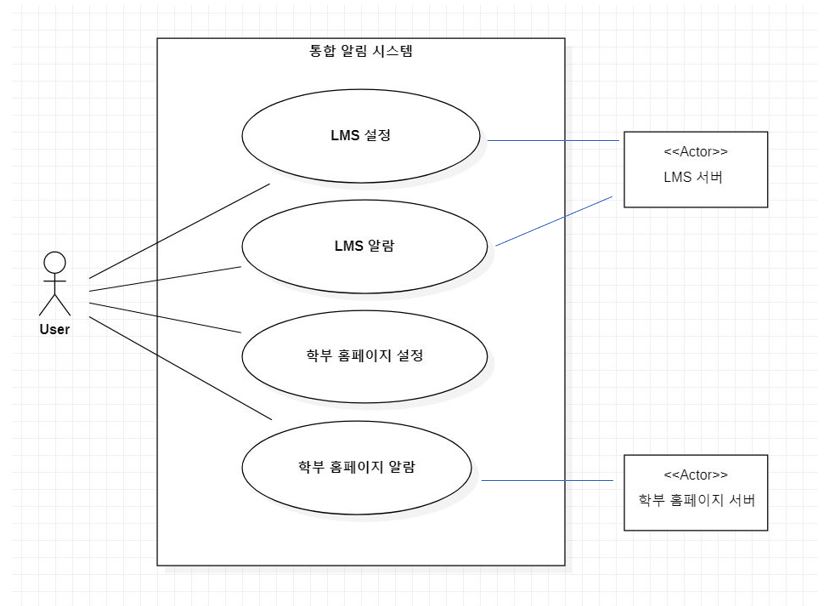 통합 알림 시스템
LMS 설정
<<Actor>>
LMS 서버
LMS 알람
User
학부 홈페이지 설정
학부 홈페이지 알람
<<Actor>>
학부 홈페이지 서버